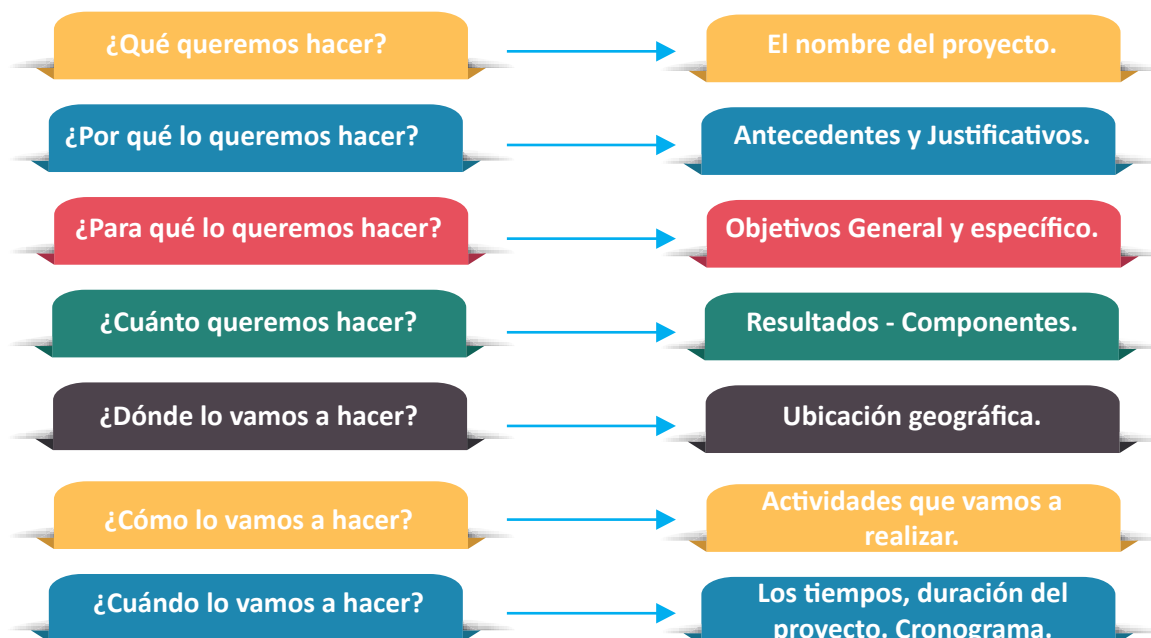 ¿Qué queremos hacer?
El nombre del proyecto.
¿Por qué lo queremos hacer?
Antecedentes y Justificativos.
¿Para qué lo queremos hacer?
Objetivos General y específico.
¿Cuánto queremos hacer?
Resultados - Componentes.
¿Dónde lo vamos a hacer?
Ubicación geográfica.
¿Cómo lo vamos a hacer?
Actividades que vamos a
realizar.
¿Cuándo lo vamos a hacer?
Los tiempos, duración del
proyecto. Cronograma.